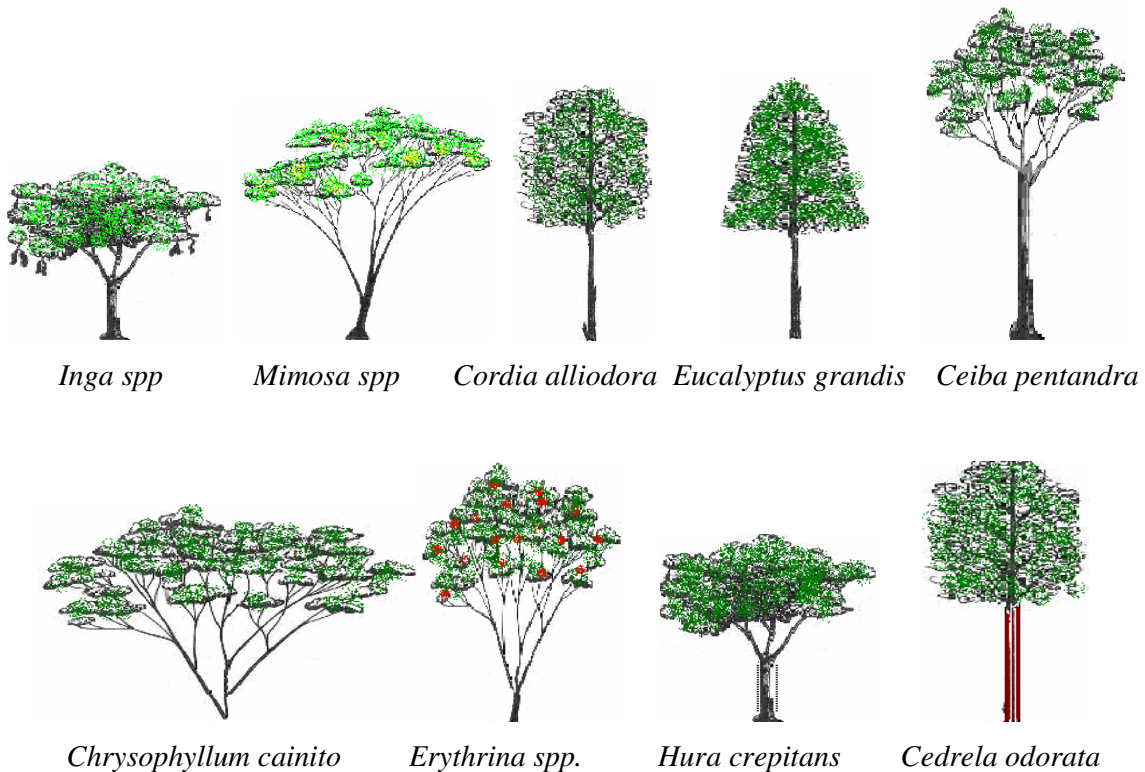 Inga spp Mimosa spp Cordia alliodora Eucalyptus grandis Ceiba pentandra
Chrysophyllum cainito Erythrina spp. Hura crepitans Cedrela odorata